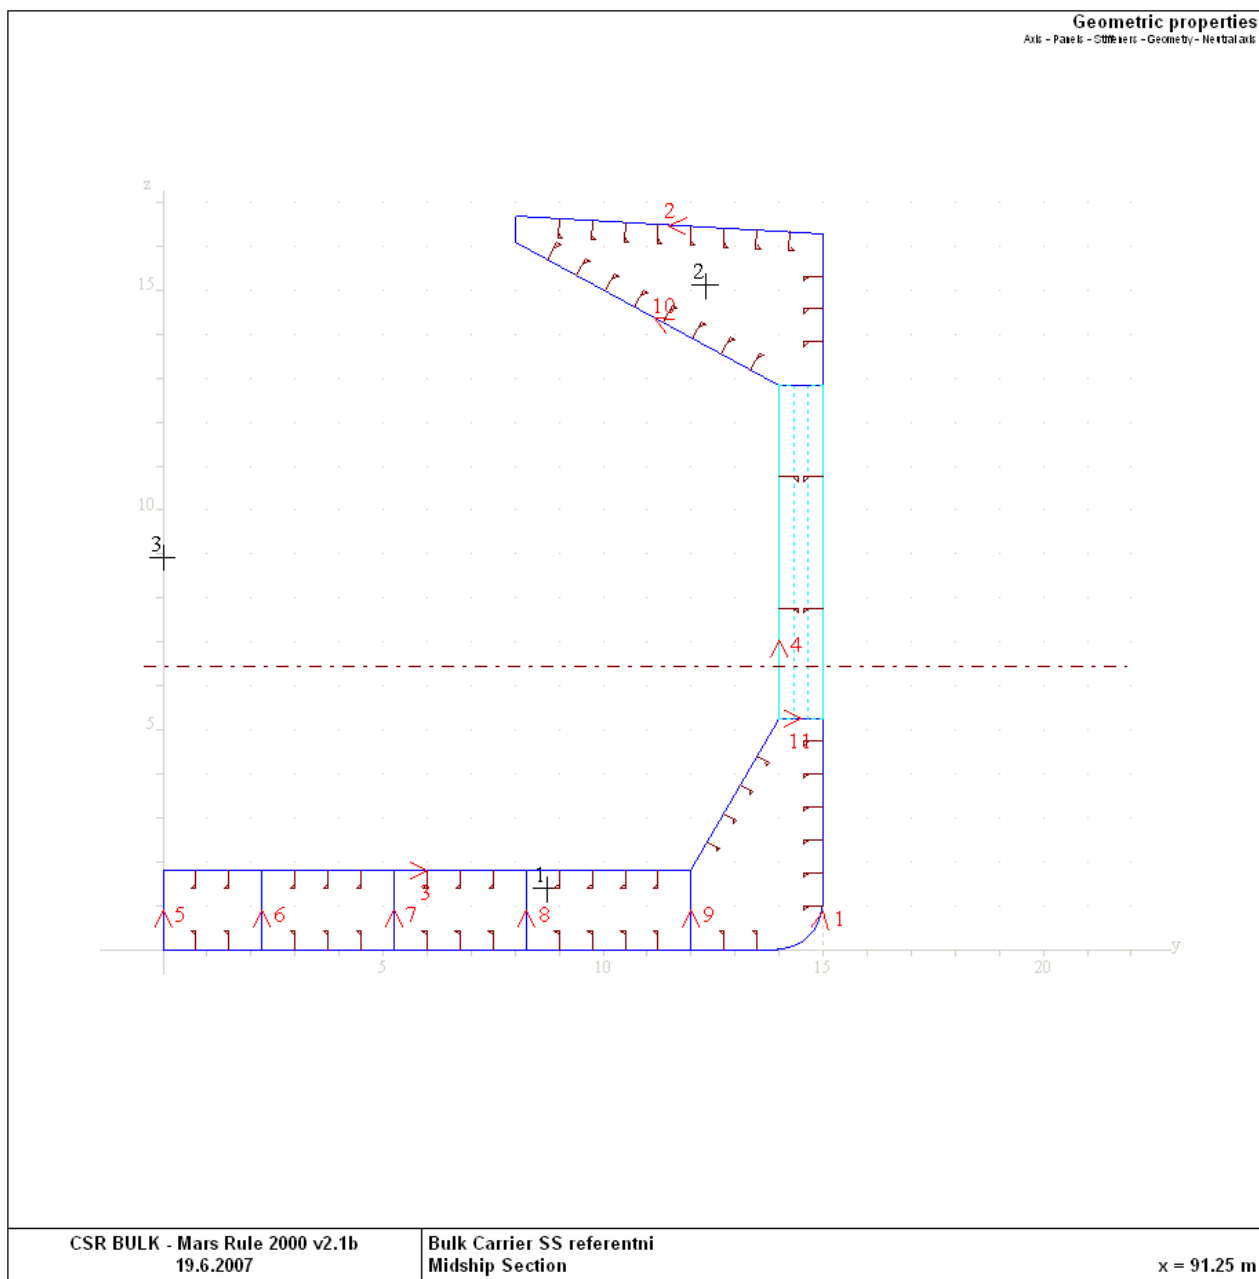 Geometric properties
Axis - Panels - Stiffeners - Geometry - Neutral axis
z
2
15
2
10
10
3
4
5
11
1
3
5
6
7
8
9
1
y
5
10
15
20
CSR BULK - Mars Rule 2000 v2.1b
19.6.2007
Bulk Carrier SS referentni
Midship Section
x = 91.25 m